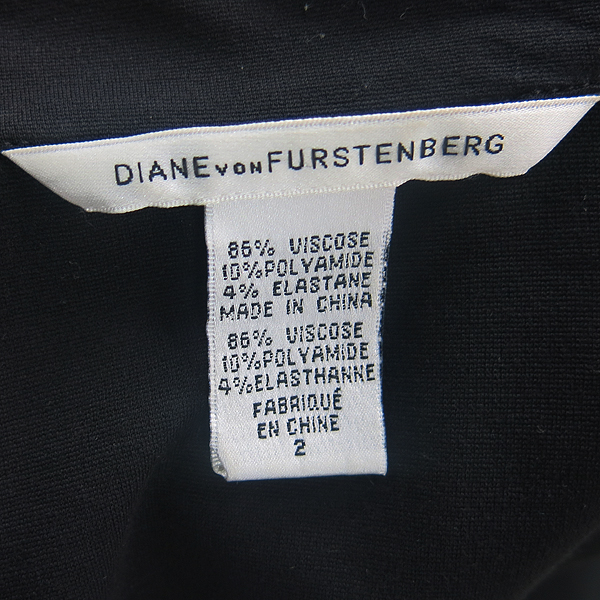 DIANE VON FURSTENBERG
86% VISCOSE
10%POLYAMIDE
4% ELASTANE
MADE IN CHINA
86% VISCOSE
10%POLYAMIDE
4%ELASTHANNE
FABRIQUÉ
EN CHINE
2